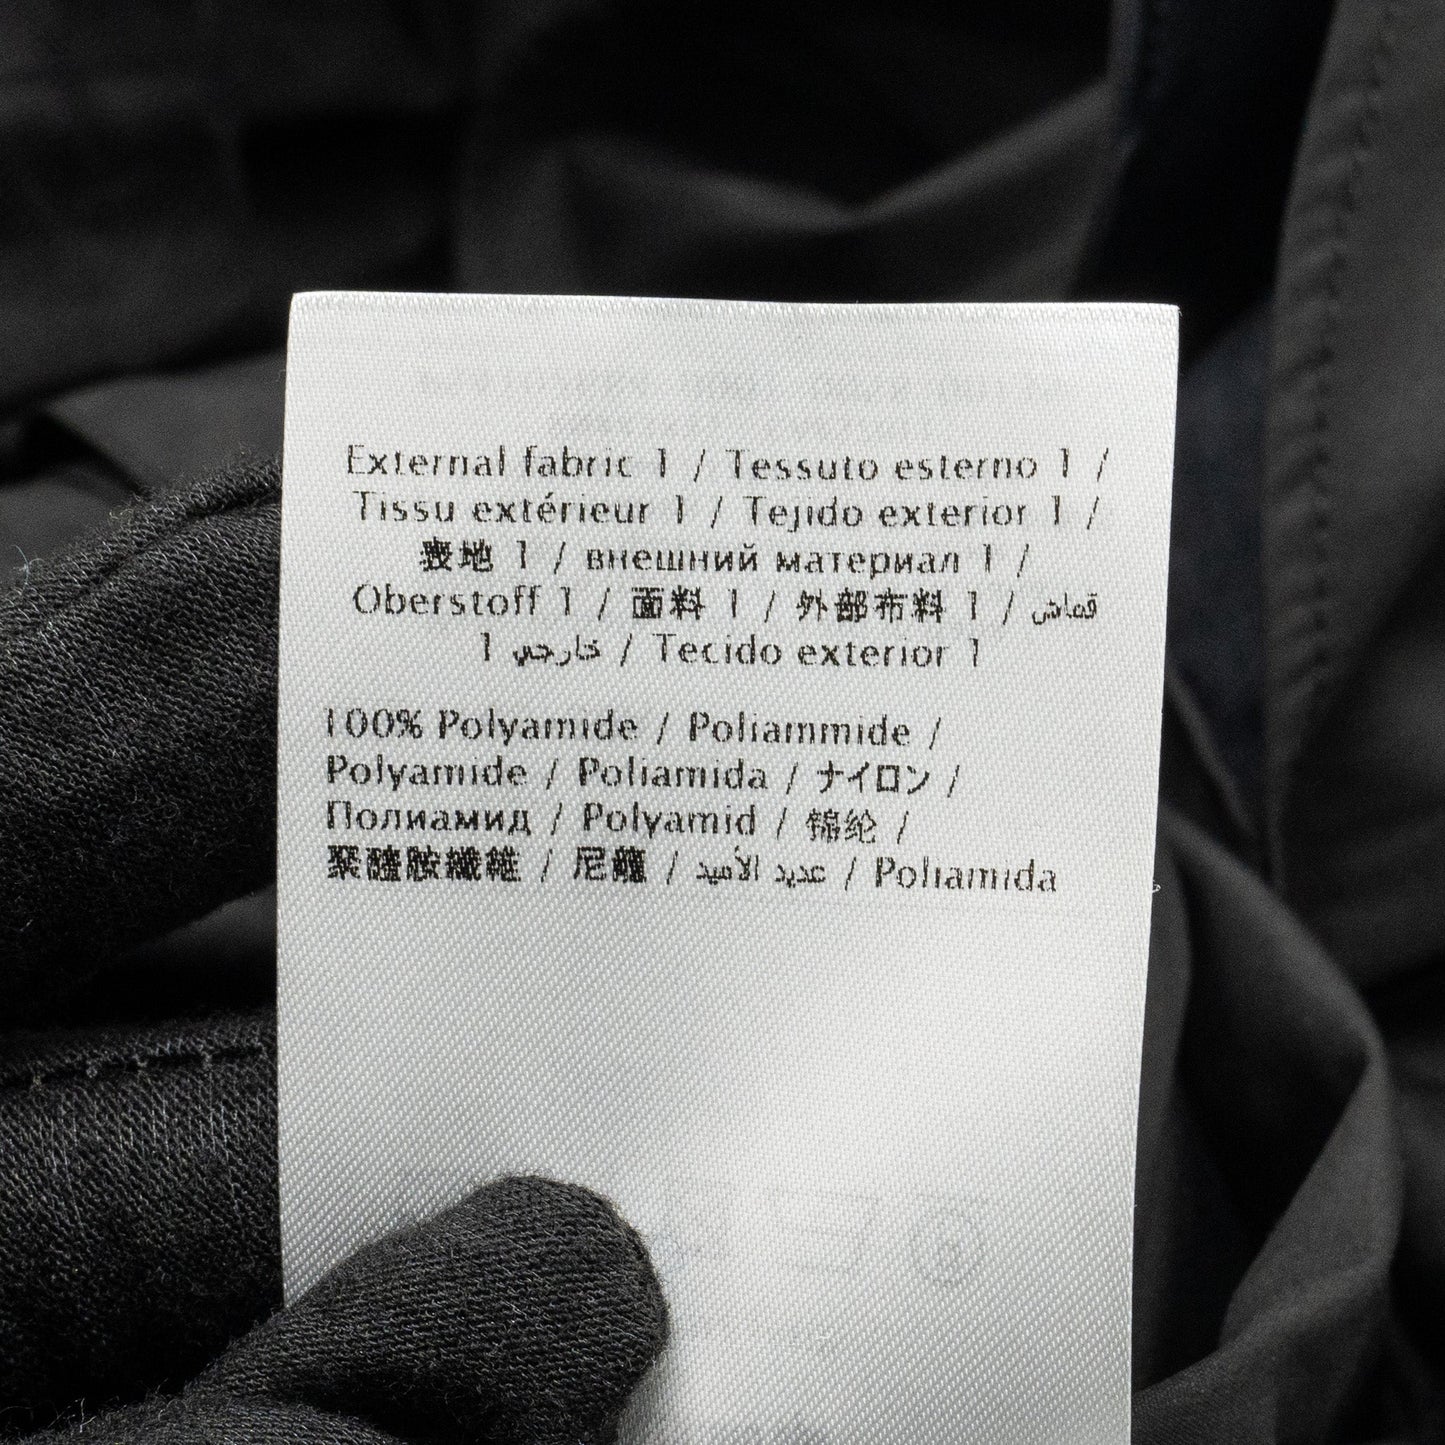 External fabric 1 / Tessuto esterno 1 /
Tissu extérieur 1 / Tejido exterior 1 /
表地 1 / внешний материал 1 /
Oberstoff 1 / 面料 1 / 外部布料 1 / قماش
خارجي 1 / Tecido exterior 1
100% Polyamide / Poliammide /
Polyamide / Poliamida / ナイロン /
Полиамид / Polyamid / 锦纶 /
聚醯胺纖維 / 尼龍 / عديد الأميد / Poliamida